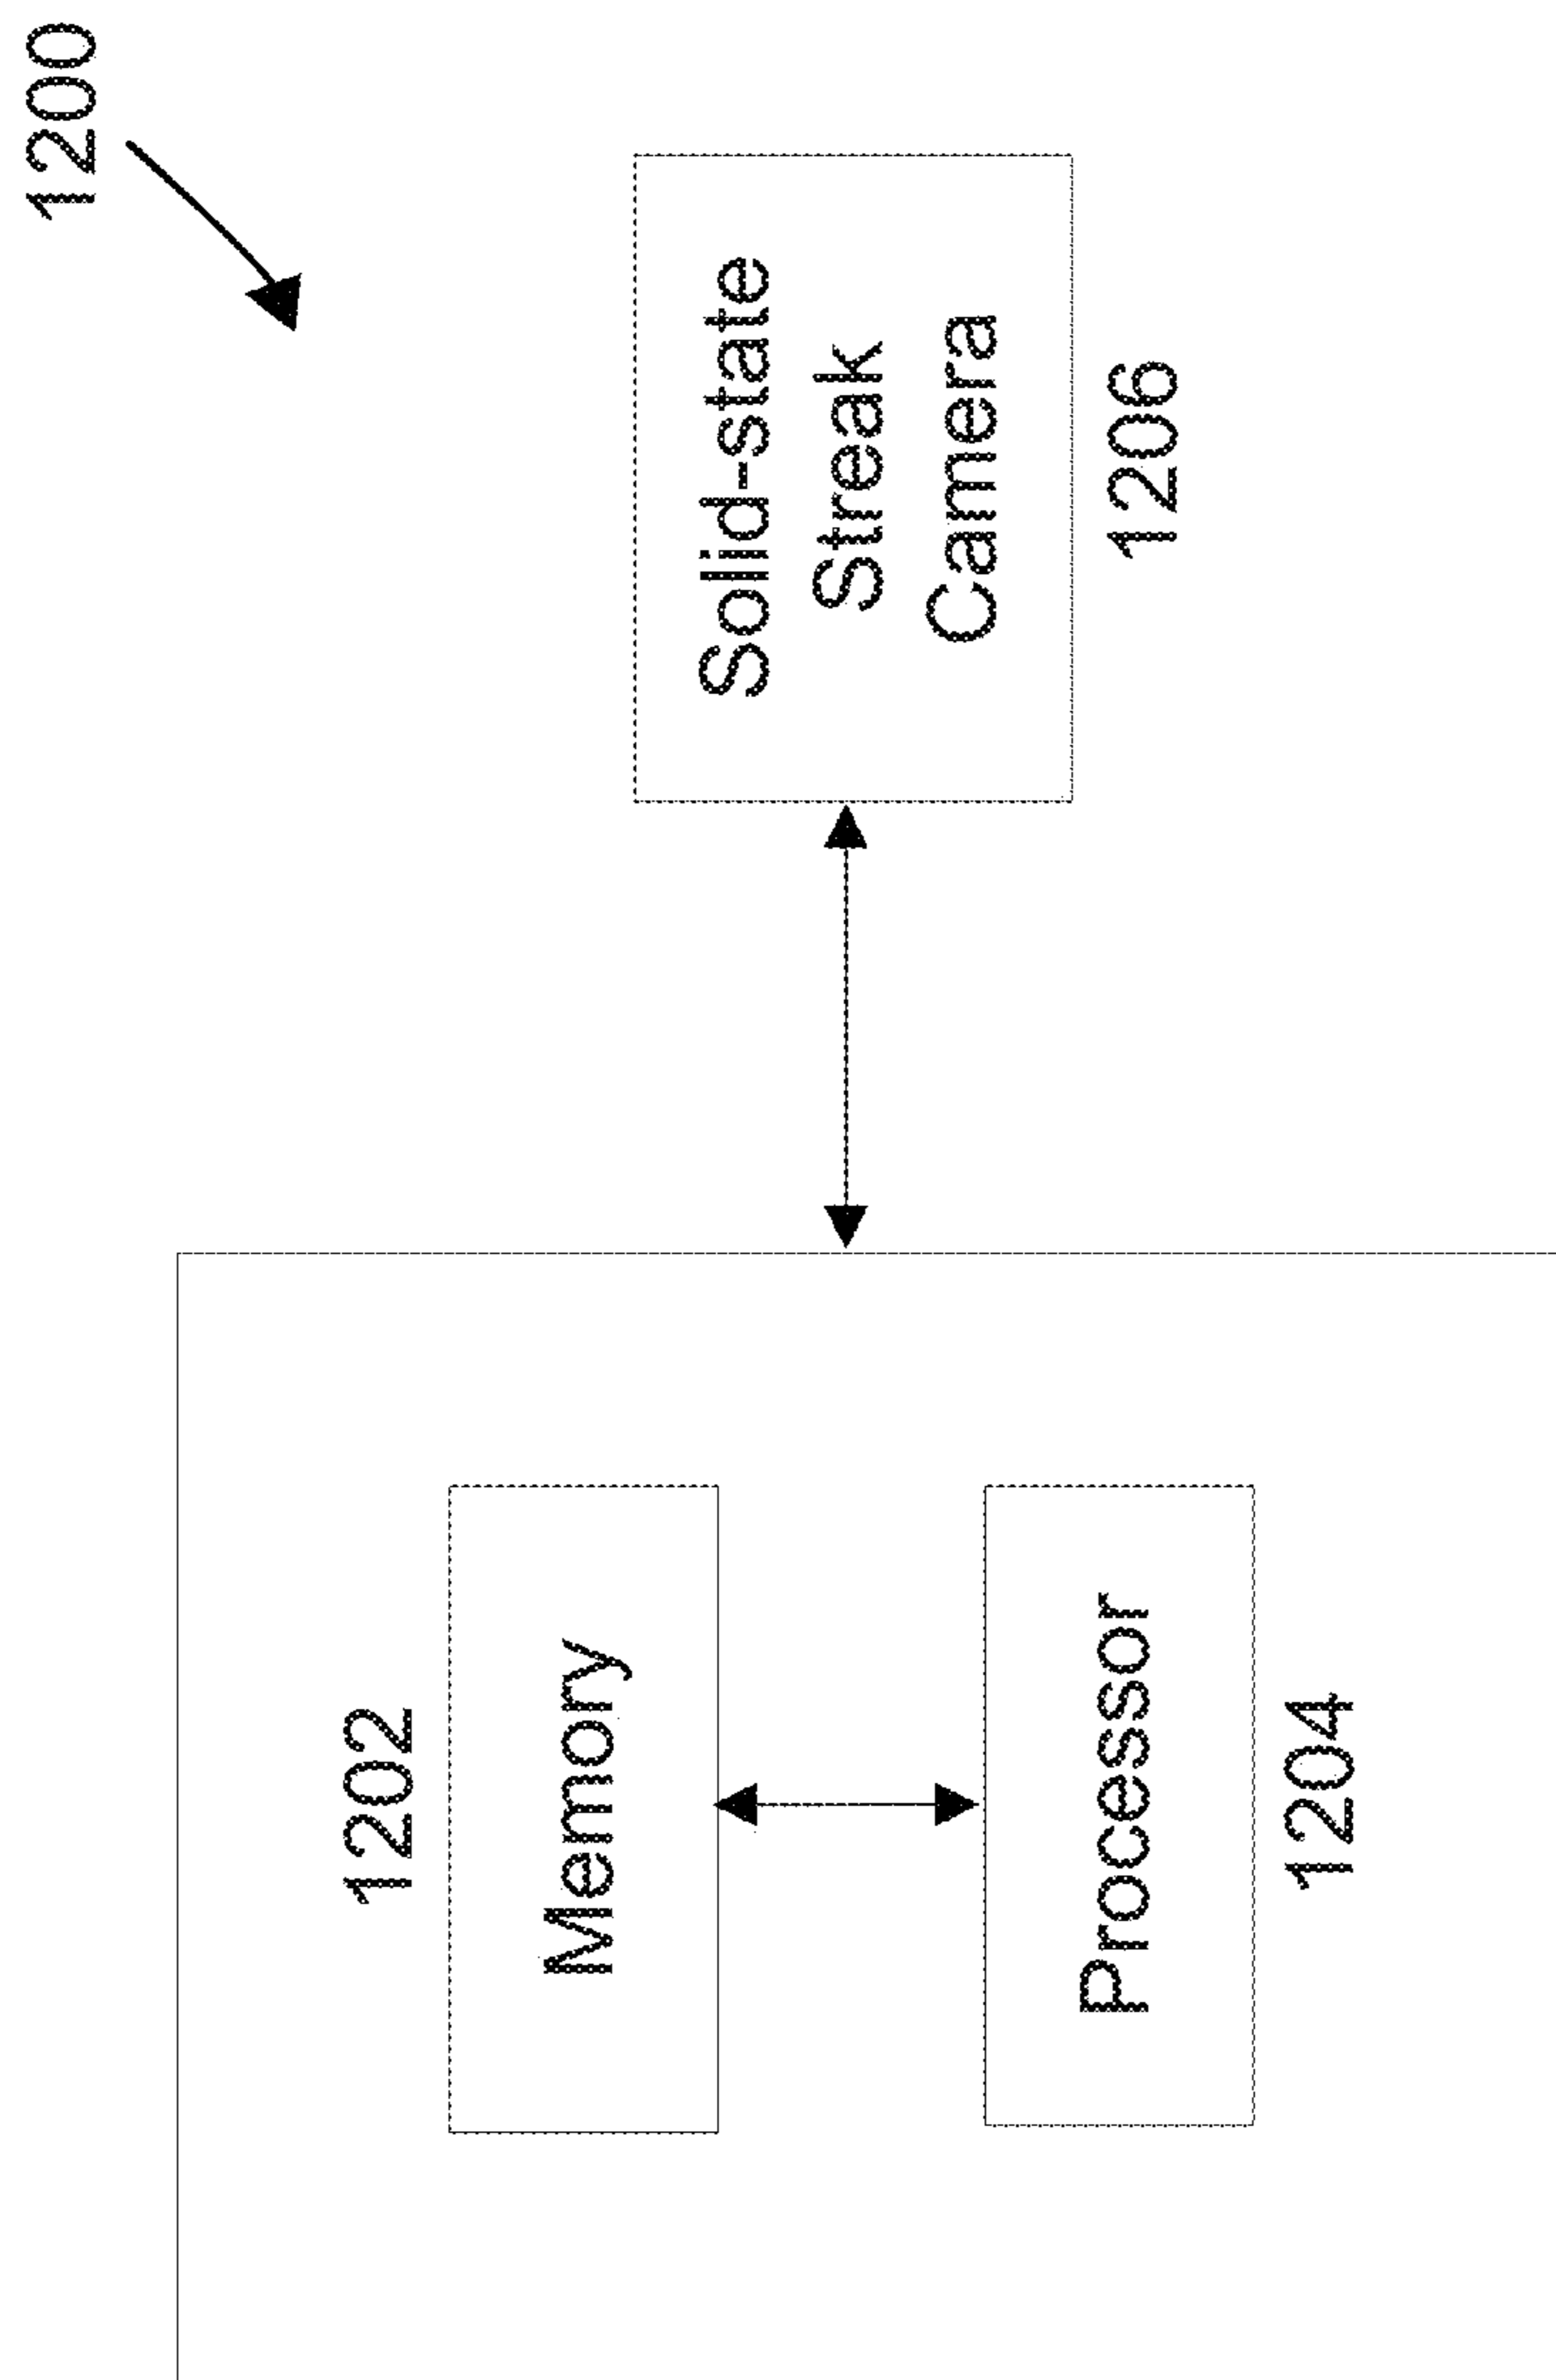 1200
1202
Memory
Processor
1204
Solid-state
Streak
Camera
1206